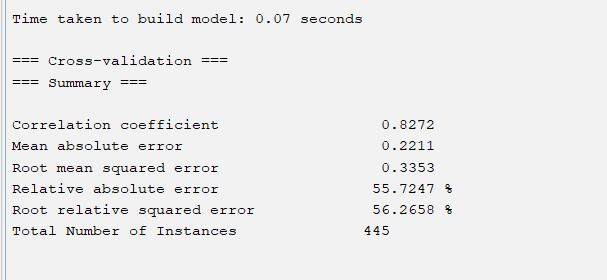 Time taken to build model: 0.07 seconds
=== Cross-validation ===
=== Summary ===
Correlation coefficient 0.8272
Mean absolute error 0.2211
Root mean squared error 0.3353
Relative absolute error 55.7247 %
Root relative squared error 56.2658 %
Total Number of Instances 445